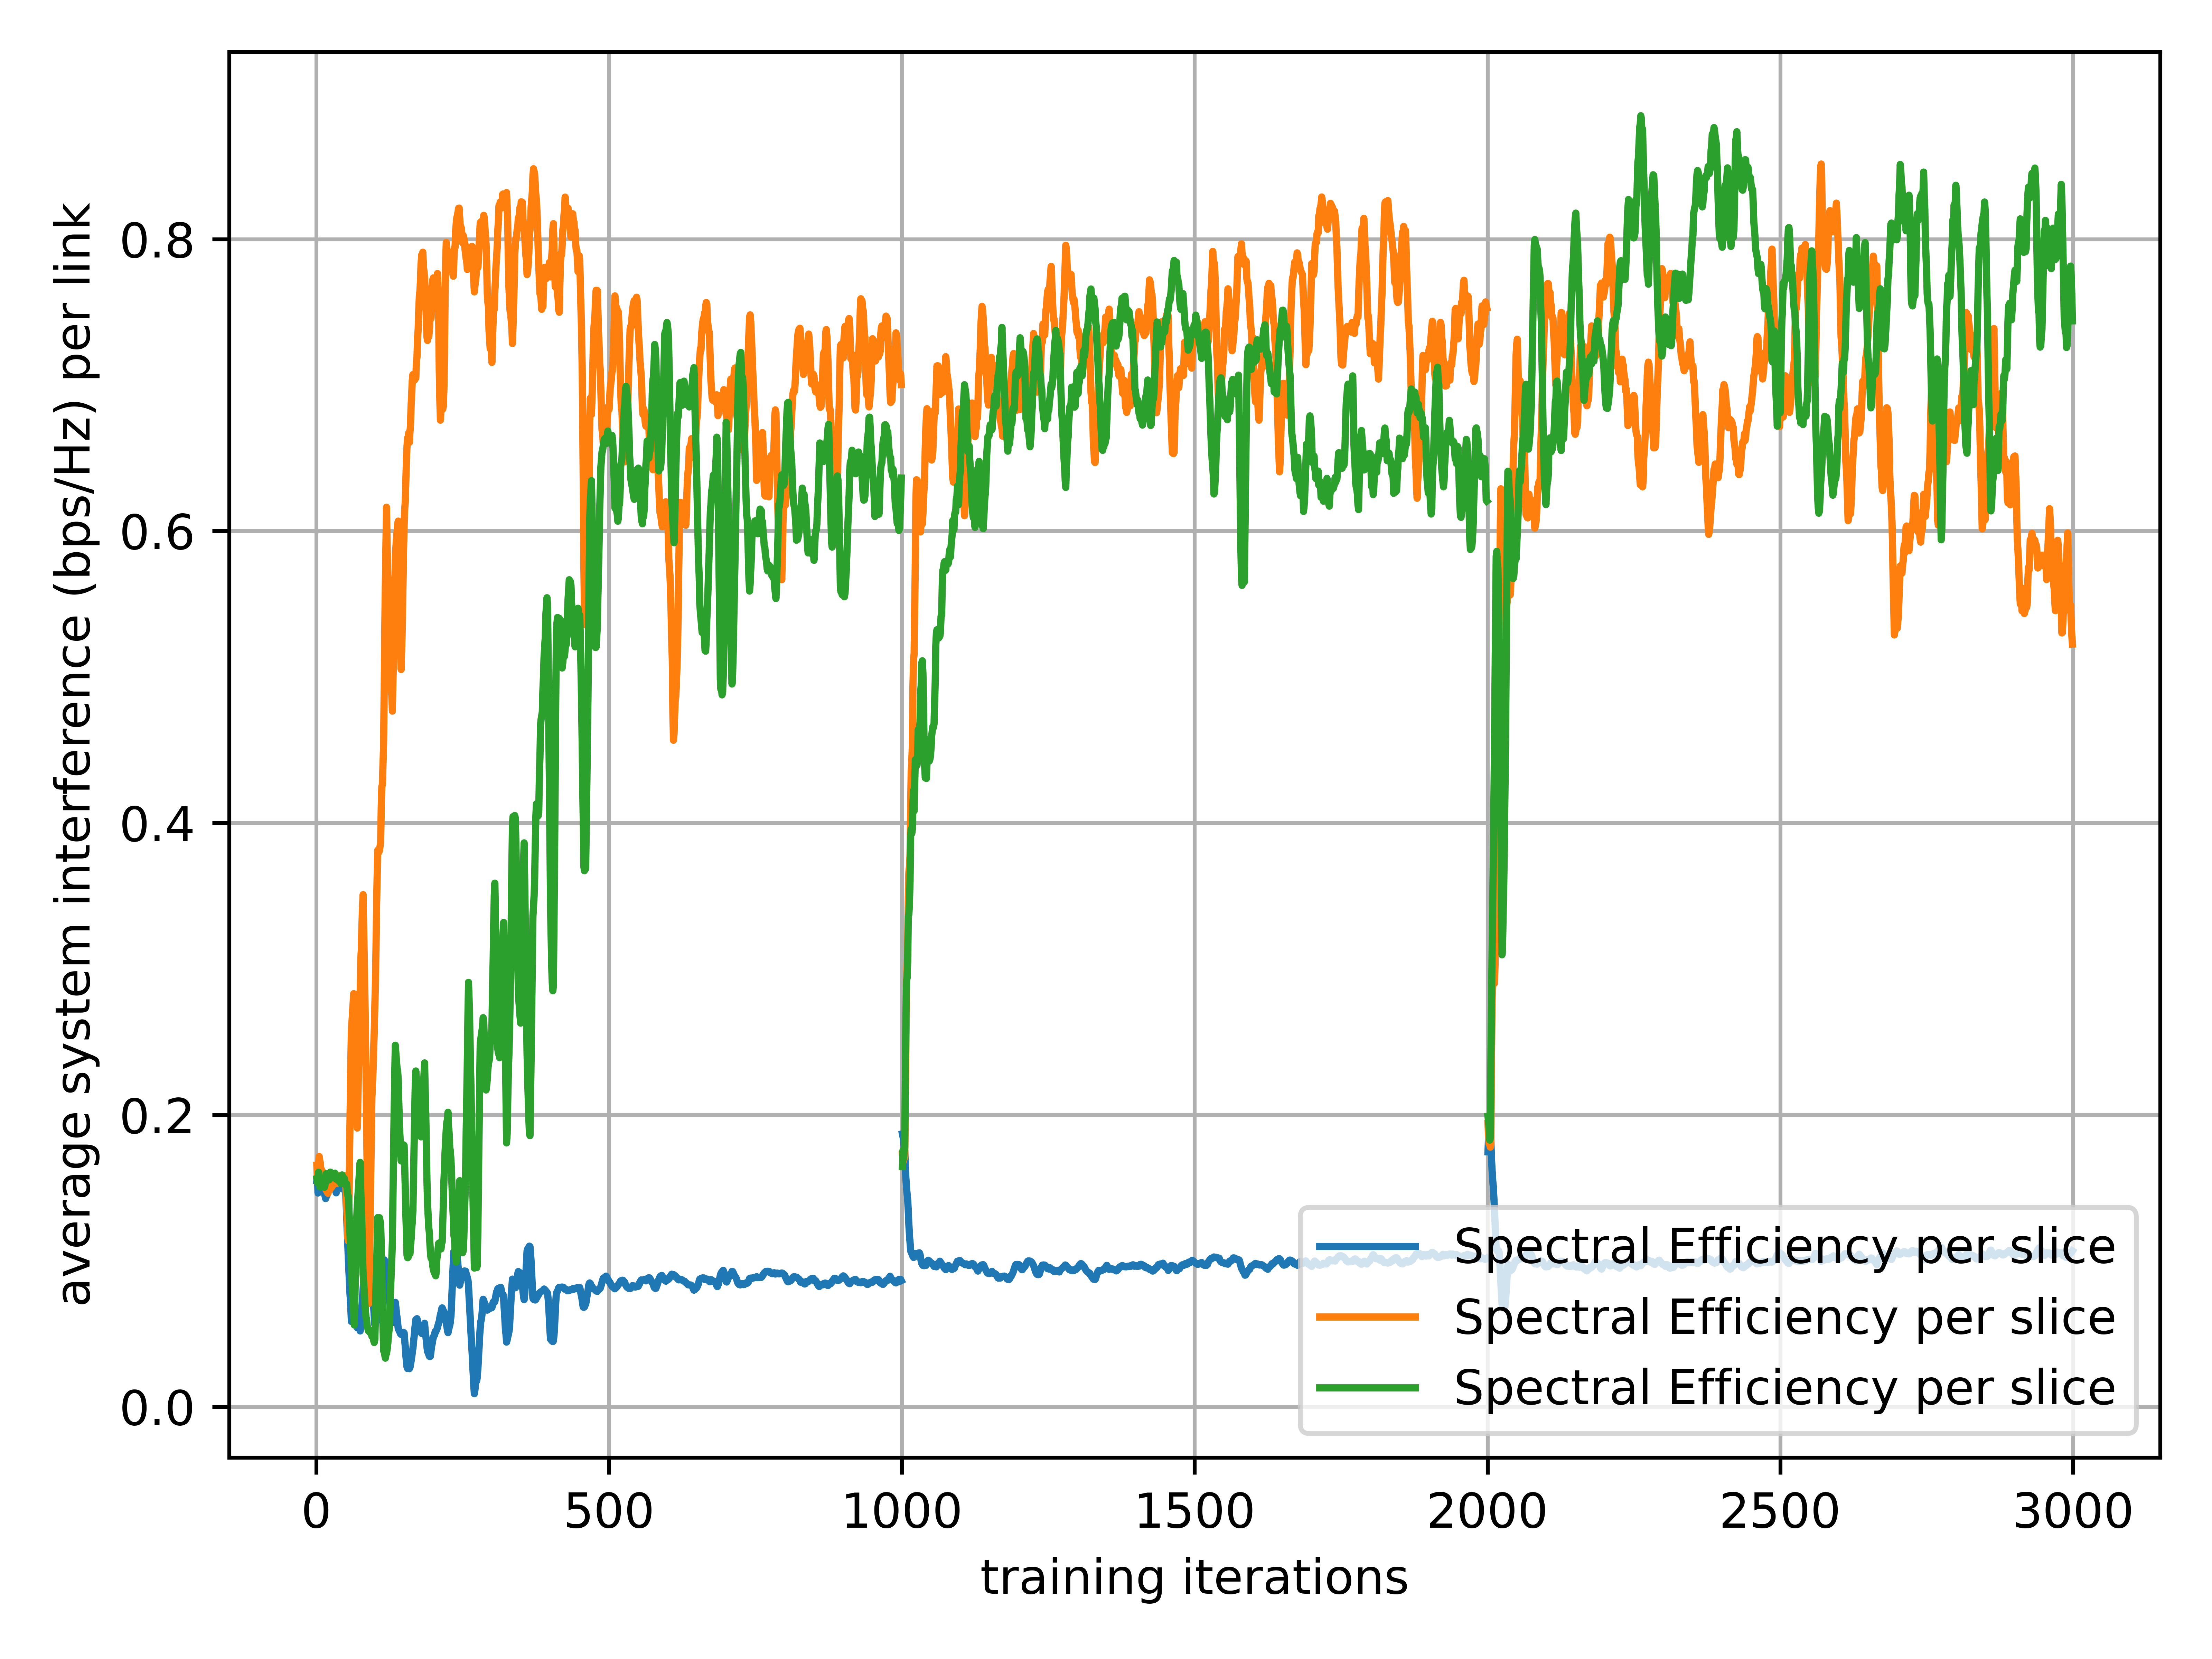 average system interference (bps/Hz) per link
0.8
0.6
0.4
0.2
0.0
Spectral Efficiency per slice
Spectral Efficiency per slice
Spectral Efficiency per slice
0 500 1000 1500 2000 2500 3000
training iterations